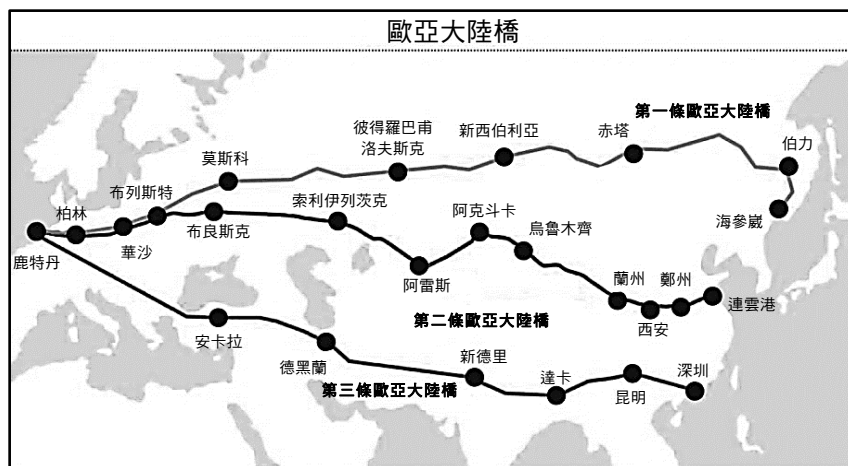 歐亞大陸橋
第一條歐亞大陸橋
彼得羅巴甫
洛夫斯克
新西伯利亞
赤塔
伯力
莫斯科
海參崴
布列斯特
柏林
華沙
鹿特丹
布良斯克
索利伊列茨克
阿克斗卡
烏魯木齊
阿雷斯
蘭州
鄭州
西安
連雲港
第二條歐亞大陸橋
安卡拉
德黑蘭
第三條歐亞大陸橋
新德里
達卡
昆明
深圳